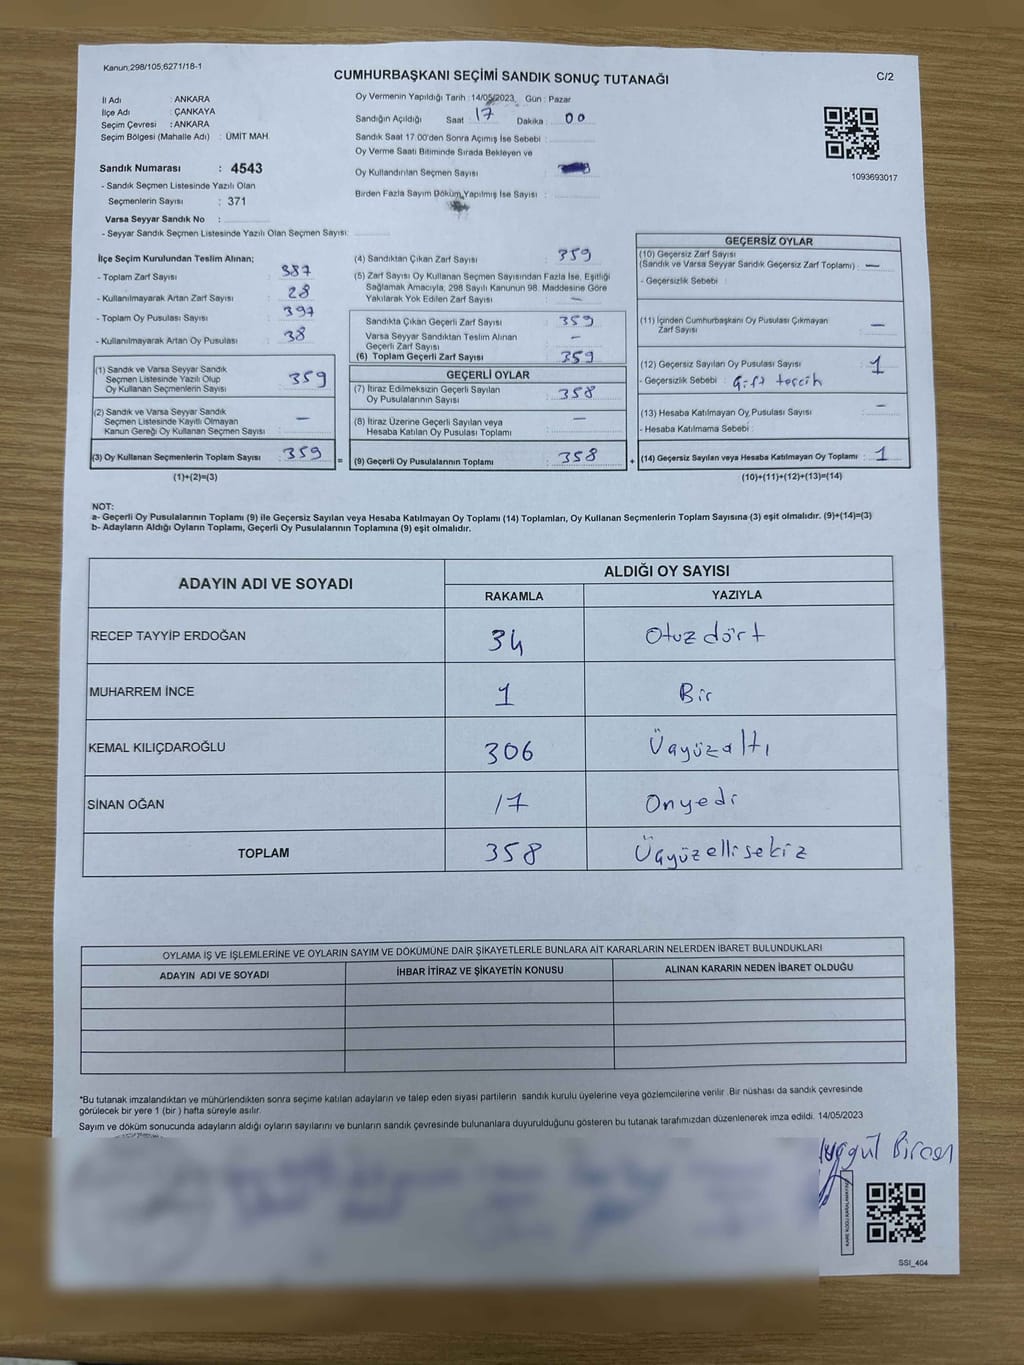 Kanun,298/105,6271/18-1
CUMHURBAŞKANI SEÇİMİ SANDIK SONUÇ TUTANAĞI
C/2
İl Adı : ANKARA
İlçe Adı : ÇANKAYA
Seçim Çevresi : ANKARA
Seçim Bölgesi (Mahalle Adı) : ÜMİT MAH.
Sandık Numarası : 4543
- Sandık Seçmen Listesinde Yazılı Olan
Seçmenlerin Sayısı : 371
Varsa Seyyar Sandık No :
- Seyyar Sandık Seçmen Listesinde Yazılı Olan Seçmen Sayısı:
Oy Vermenin Yapıldığı Tarih :14/05/2023 Gün : Pazar
Sandığın Açıldığı Saat : 17 Dakika : 00
Sandık Saat 17.00'den Sonra Açımış İse Sebebi :
Oy Verme Saati Bitiminde Sırada Bekleyen ve
Oy Kullandırılan Seçmen Sayısı :
Birden Fazla Sayım Döküm Yapılmış İse Sayısı :
1093693017
İlçe Seçim Kurulundan Teslim Alınan;
- Toplam Zarf Sayısı : 387
- Kullanılmayarak Artan Zarf Sayısı : 28
- Toplam Oy Pusulası Sayısı : 397
- Kullanılmayarak Artan Oy Pusulası : 38
(1) Sandık ve Varsa Seyyar Sandık
Seçmen Listesinde Yazılı Olup
Oy Kullanan Seçmenlerin Sayısı : 359
(2) Sandık ve Varsa Seyyar Sandık
Seçmen Listesinde Kayıtlı Olmayan
Kanun Gereği Oy Kullanan Seçmen Sayısı : –
(3) Oy Kullanan Seçmenlerin Toplam Sayısı : 359
(1)+(2)=(3)
=
(4) Sandıktan Çıkan Zarf Sayısı : 359
(5) Zarf Sayısı Oy Kullanan Seçmen Sayısından Fazla İse, Eşitliği
Sağlamak Amacıyla, 298 Sayılı Kanunun 98. Maddesine Göre
Yakılarak Yok Edilen Zarf Sayısı : –
Sandıkta Çıkan Geçerli Zarf Sayısı : 359
Varsa Seyyar Sandıktan Teslim Alınan
Geçerli Zarf Sayısı : –
(6) Toplam Geçerli Zarf Sayısı : 359
GEÇERLİ OYLAR
(7) İtiraz Edilmeksizin Geçerli Sayılan
Oy Pusulalarının Sayısı : 358
(8) İtiraz Üzerine Geçerli Sayılan veya
Hesaba Katılan Oy Pusulası Toplamı : –
(9) Geçerli Oy Pusulalarının Toplamı : 358
+
GEÇERSİZ OYLAR
(10) Geçersiz Zarf Sayısı
(Sandık ve Varsa Seyyar Sandık Geçersiz Zarf Toplamı) : –
- Geçersizlik Sebebi :
(11) İçinden Cumhurbaşkanı Oy Pusulası Çıkmayan
Zarf Sayısı : –
(12) Geçersiz Sayılan Oy Pusulası Sayısı : 1
- Geçersizlik Sebebi : Çift tercih
(13) Hesaba Katılmayan Oy Pusulası Sayısı : –
- Hesaba Katılmama Sebebi :
(14) Geçersiz Sayılan veya Hesaba Katılmayan Oy Toplamı : 1
(10)+(11)+(12)+(13)=(14)
NOT:
a- Geçerli Oy Pusulalarının Toplamı (9) ile Geçersiz Sayılan veya Hesaba Katılmayan Oy Toplamı (14) Toplamları, Oy Kullanan Seçmenlerin Toplam Sayısına (3) eşit olmalıdır. (9)+(14)=(3)
b- Adayların Aldığı Oyların Toplamı, Geçerli Oy Pusulalarının Toplamına (9) eşit olmalıdır.
ADAYIN ADI VE SOYADI
ALDIĞI OY SAYISI
RAKAMLA YAZIYLA
RECEP TAYYİP ERDOĞAN 34 Otuz dört
MUHARREM İNCE 1 Bir
KEMAL KILIÇDAROĞLU 306 Üçyüzaltı
SİNAN OĞAN 17 Onyedi
TOPLAM 358 Üçyüzellisekiz
OYLAMA İŞ VE İŞLEMLERİNE VE OYLARIN SAYIM VE DÖKÜMÜNE DAİR ŞİKAYETLERLE BUNLARA AİT KARARLARIN NELERDEN İBARET BULUNDUKLARI
ADAYIN ADI VE SOYADI İHBAR İTİRAZ VE ŞİKAYETİN KONUSU ALINAN KARARIN NEDEN İBARET OLDUĞU
*Bu tutanak imzalandıktan ve mühürlendikten sonra seçime katılan adayların ve talep eden siyasi partilerin sandık kurulu üyelerine veya gözlemcilerine verilir .Bir nüshası da sandık çevresinde
görülecek bir yere 1 (bir ) hafta süreyle asılır.
Sayım ve döküm sonucunda adayların aldığı oyların sayılarını ve bunların sandık çevresinde bulunanlara duyurulduğunu gösteren bu tutanak tarafımızdan düzenlenerek imza edildi. 14/05/2023
SSI_404